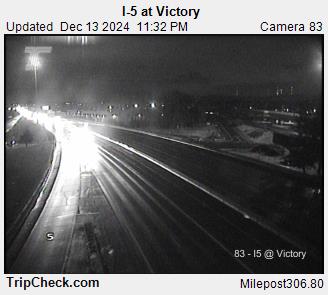 I-5 at Victory
Updated Dec 13 2024 11:32 PM Camera 83
S
83 - I5 @ Victory
TripCheck.com Milepost306.80